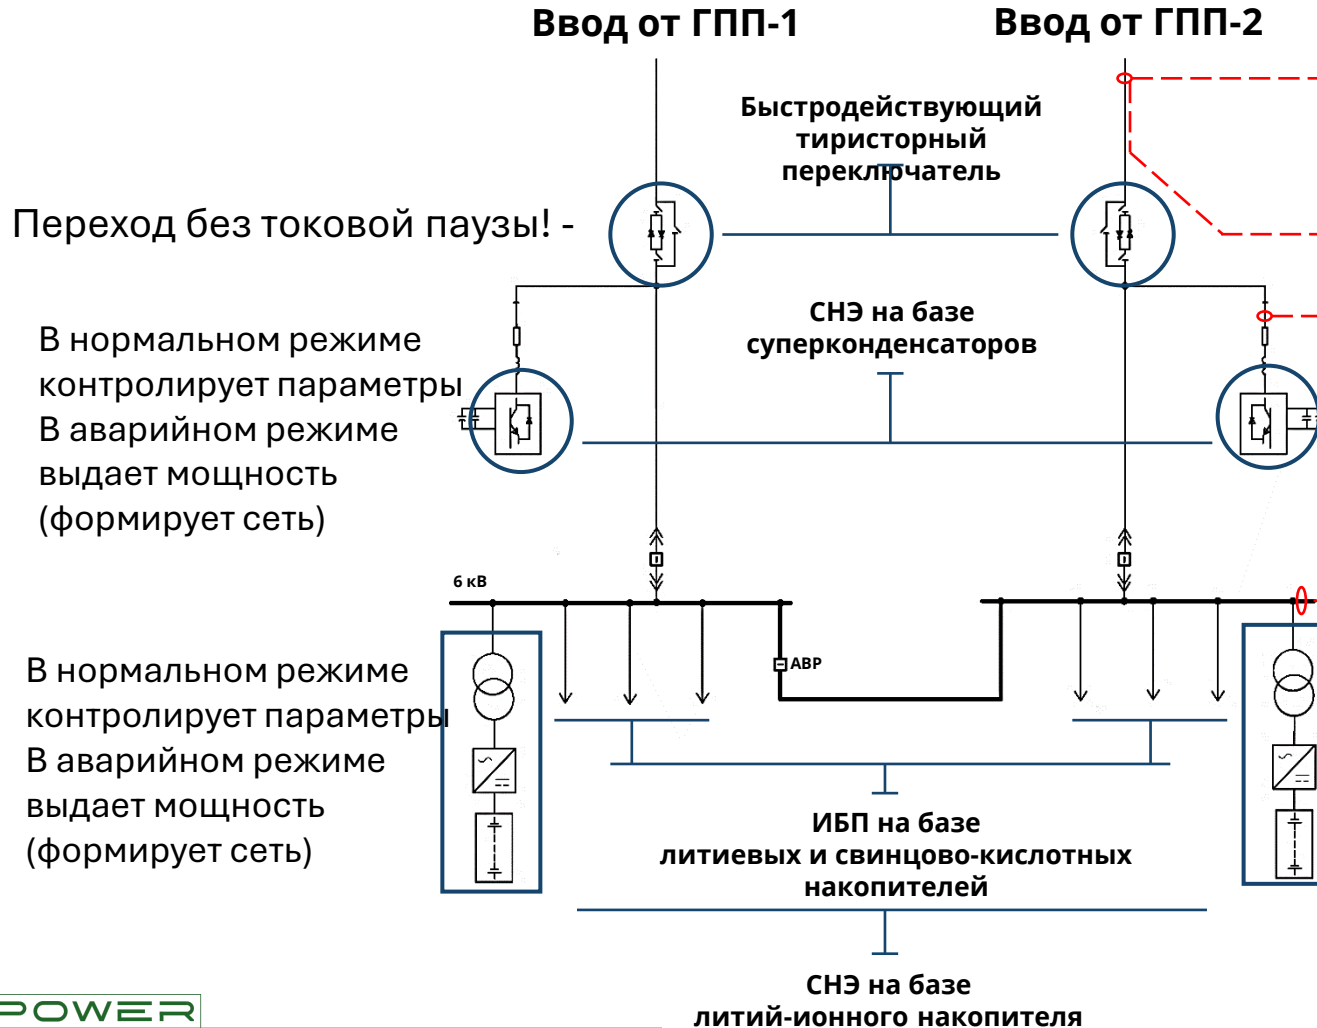 Ввод от ГПП-1
Ввод от ГПП-2
Быстродействующий
тиристорный
переключатель
Переход без токовой паузы! -
СНЭ на базе
суперконденсаторов
В нормальном режиме
контролирует параметры
В аварийном режиме
выдает мощность
(формирует сеть)
6 кВ
АВР
В нормальном режиме
контролирует параметры
В аварийном режиме
выдает мощность
(формирует сеть)
ИБП на базе
литиевых и свинцово-кислотных
накопителей
СНЭ на базе
литий-ионного накопителя
POWER